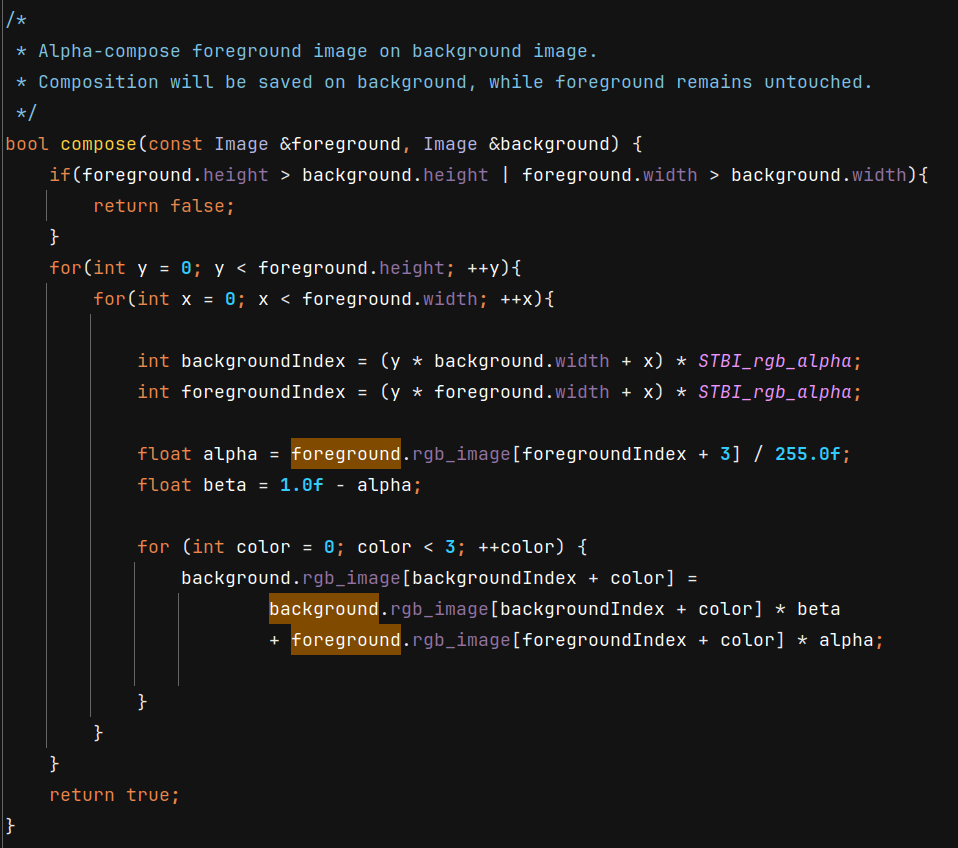 /*
 * Alpha-compose foreground image on background image.
 * Composition will be saved on background, while foreground remains untouched.
 */
bool compose(const Image &foreground, Image &background) {
    if(foreground.height > background.height | foreground.width > background.width){
        return false;
    }
    for(int y = 0; y < foreground.height; ++y){
        for(int x = 0; x < foreground.width; ++x){

            int backgroundIndex = (y * background.width + x) * STBI_rgb_alpha;
            int foregroundIndex = (y * foreground.width + x) * STBI_rgb_alpha;

            float alpha = foreground.rgb_image[foregroundIndex + 3] / 255.0f;
            float beta = 1.0f - alpha;

            for (int color = 0; color < 3; ++color) {
                background.rgb_image[backgroundIndex + color] =
                        background.rgb_image[backgroundIndex + color] * beta
                        + foreground.rgb_image[foregroundIndex + color] * alpha;

            }
        }
    }
    return true;
}